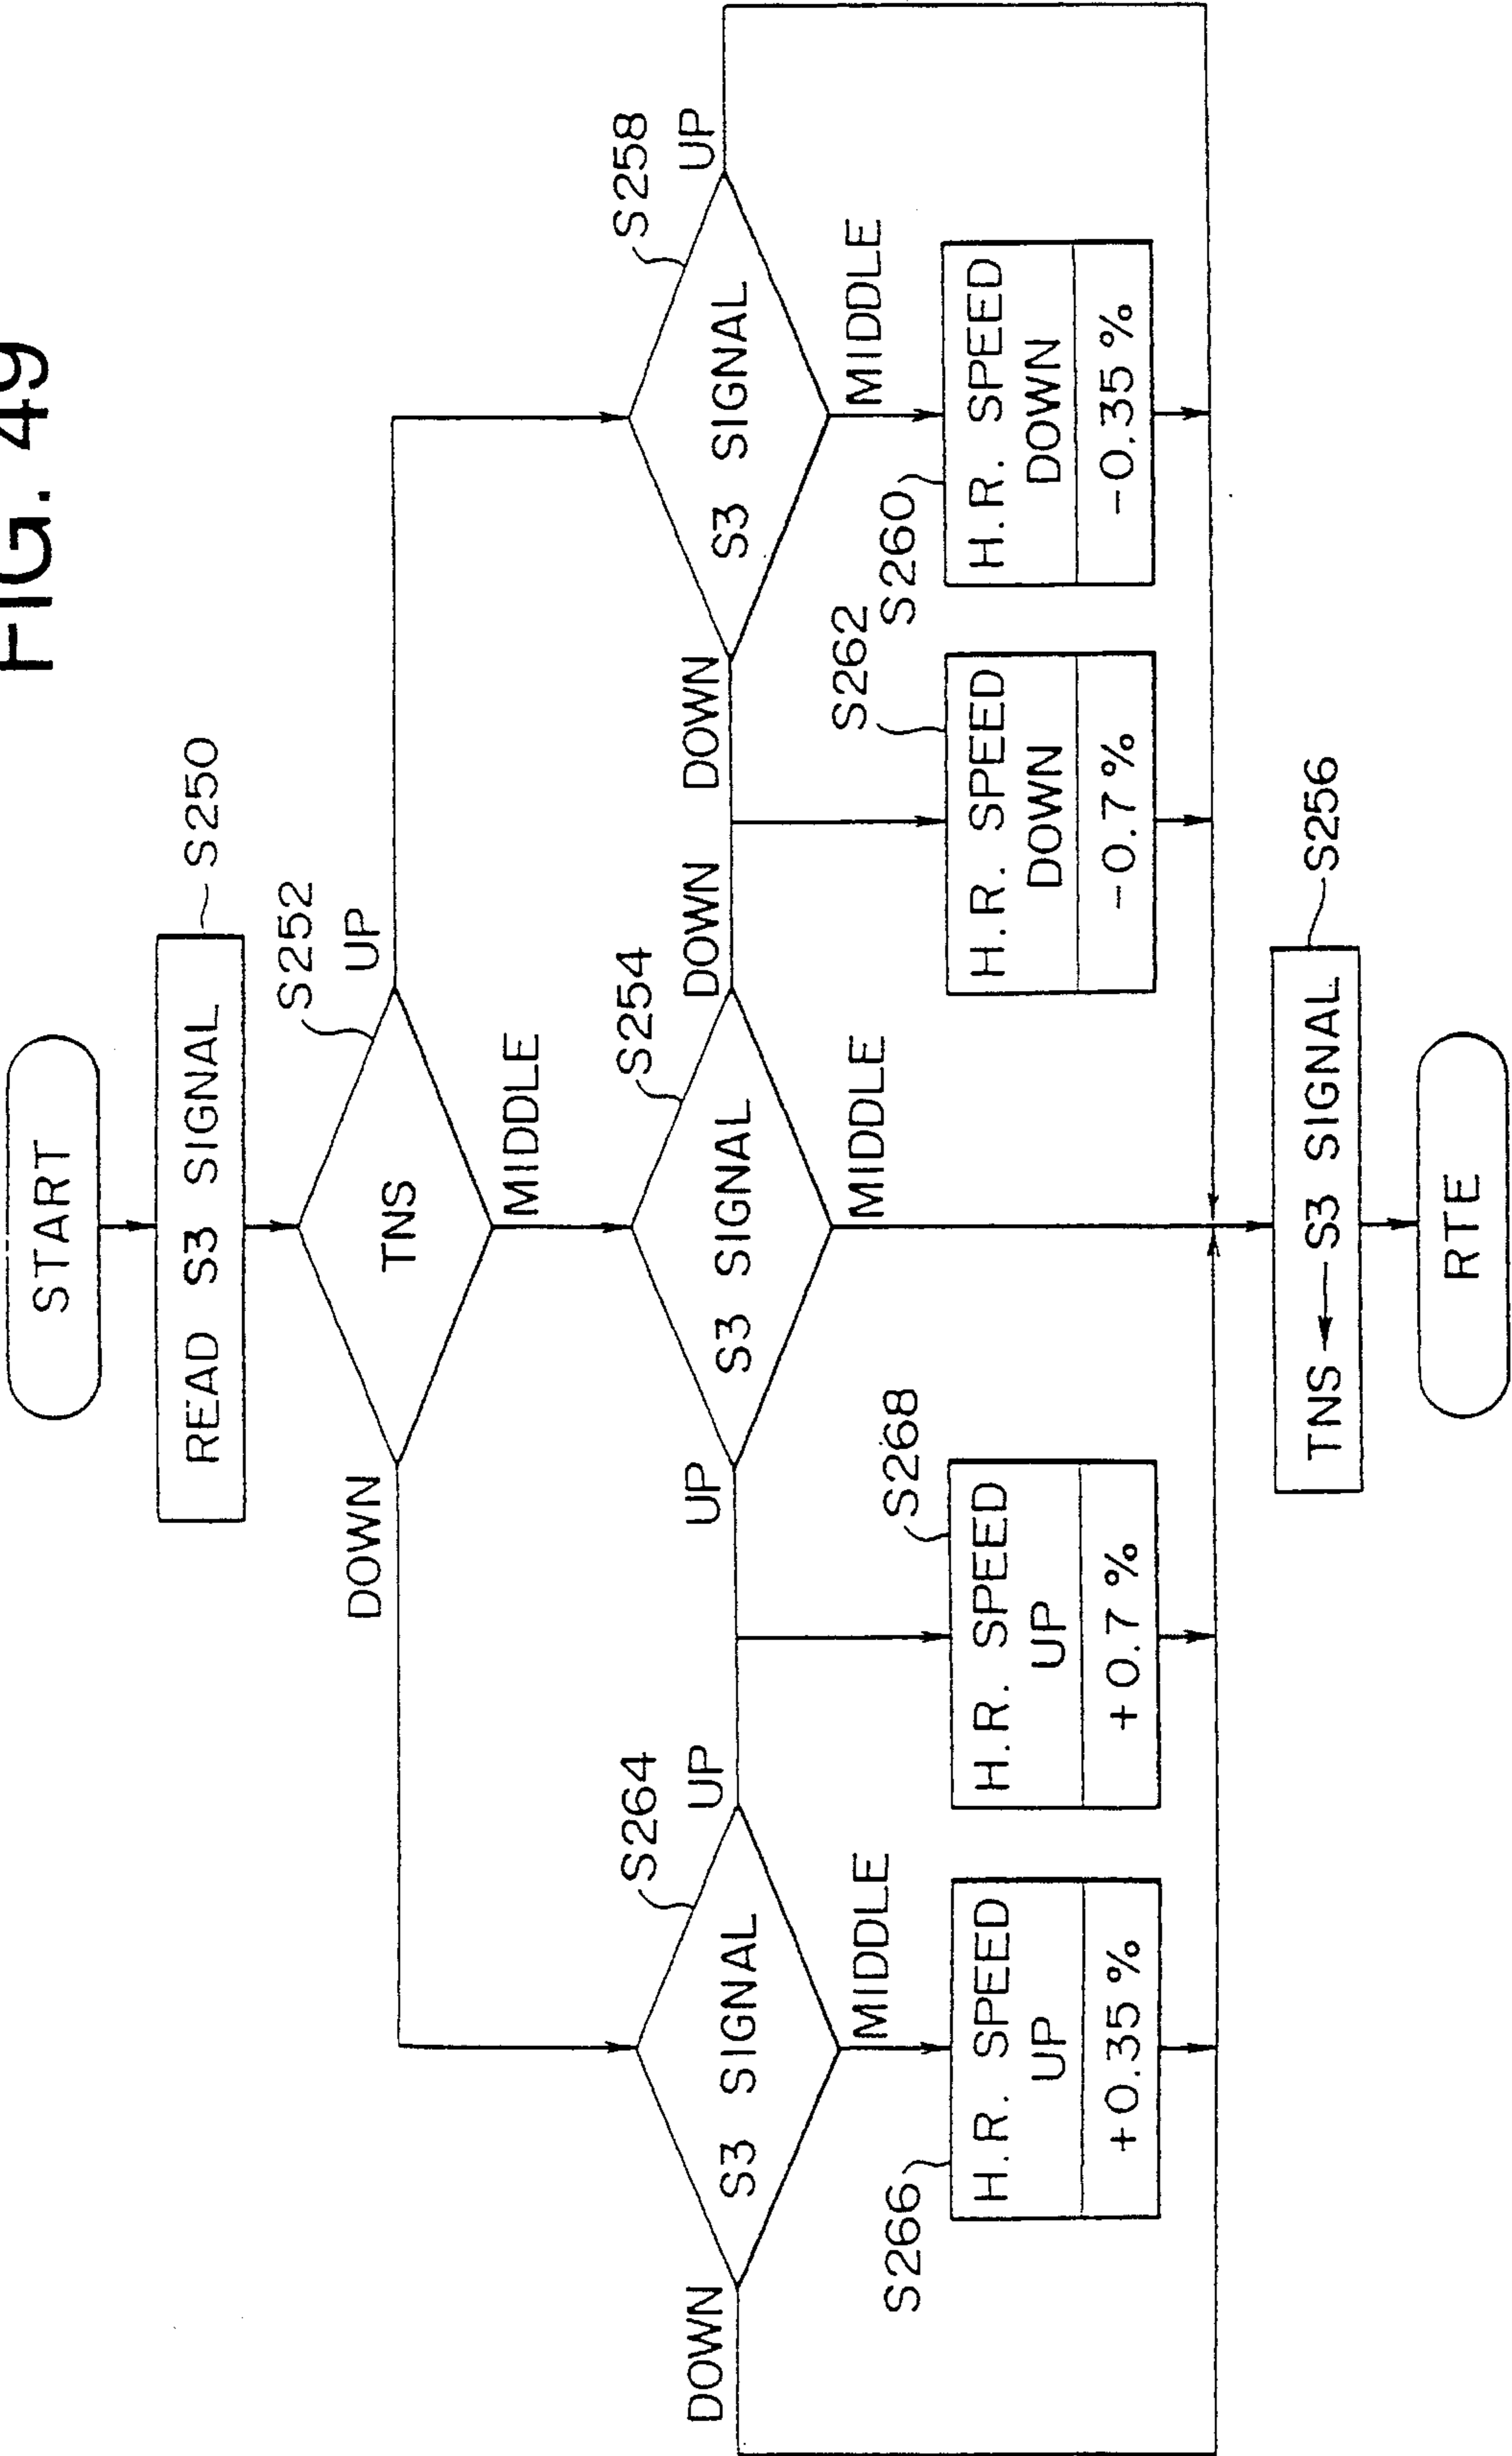 FIG. 49
START
READ S3 SIGNAL
S250
TNS
S252
DOWN
UP
MIDDLE
S3 SIGNAL
S264
DOWN
UP
MIDDLE
S3 SIGNAL
S254
UP
DOWN
MIDDLE
S3 SIGNAL
S258
DOWN
UP
MIDDLE
S266
H.R. SPEED
UP
+0.35 %
S268
H.R. SPEED
UP
+0.7 %
S262
H.R. SPEED
DOWN
-0.7 %
S260
H.R. SPEED
DOWN
-0.35 %
TNS ← S3 SIGNAL
S256
RTE